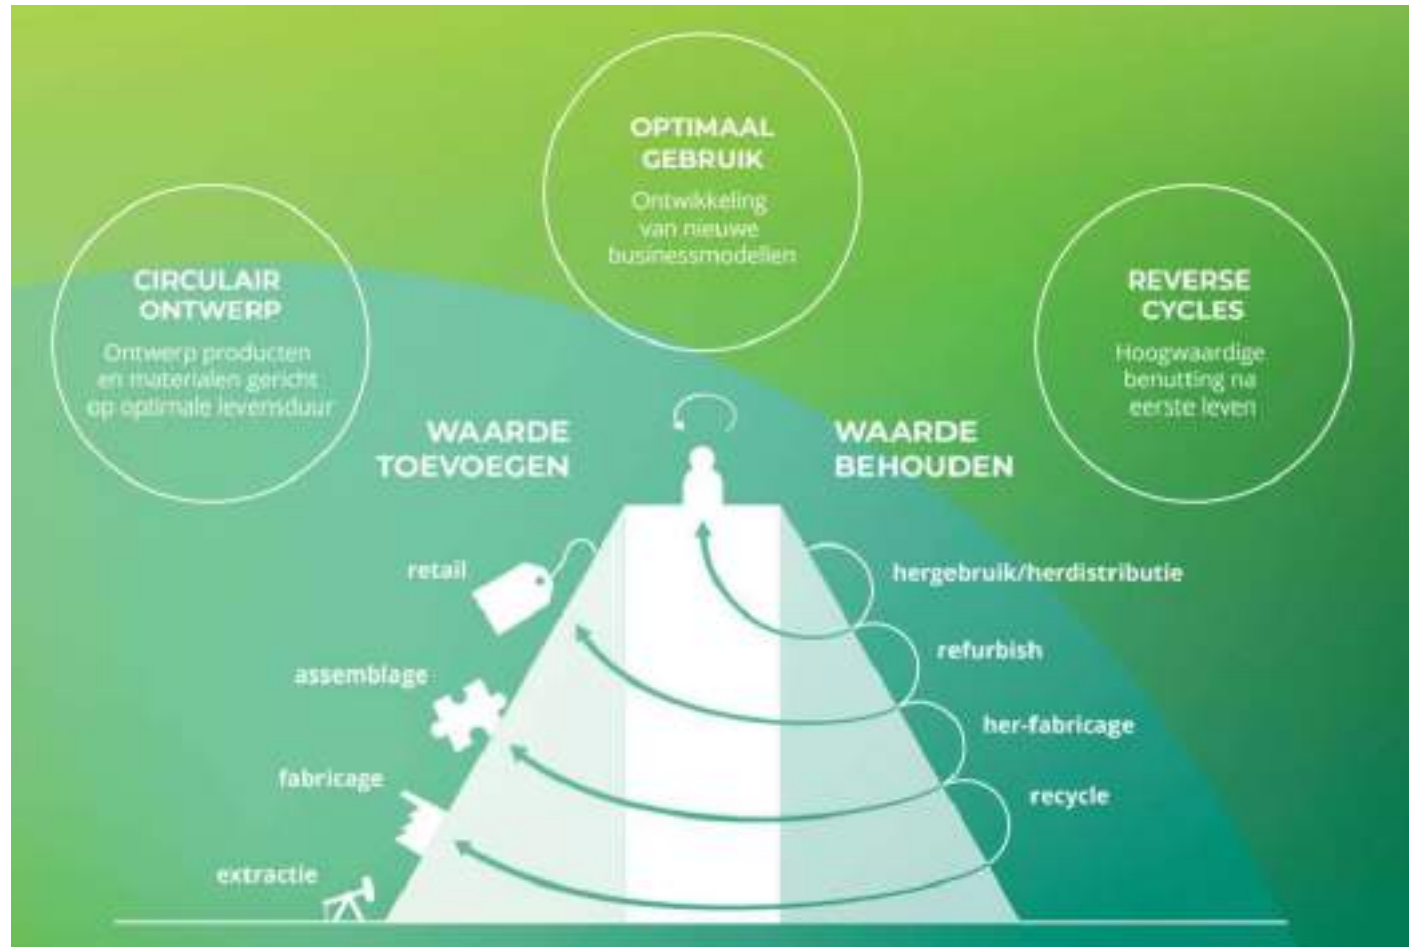 OPTIMAAL
GEBRUIK
Ontwikkeling
van nieuwe
businessmodellen
CIRCULAIR
ONTWERP
Ontwerp producten
en materialen gericht
op optimale levensduur
REVERSE
CYCLES
Hoogwaardige
benutting na
eerste leven
WAARDE
TOEVOEGEN
WAARDE
BEHOUDEN
retail
assemblage
fabricage
extractie
hergebruik/herdistributie
refurbish
her-fabricage
recycle